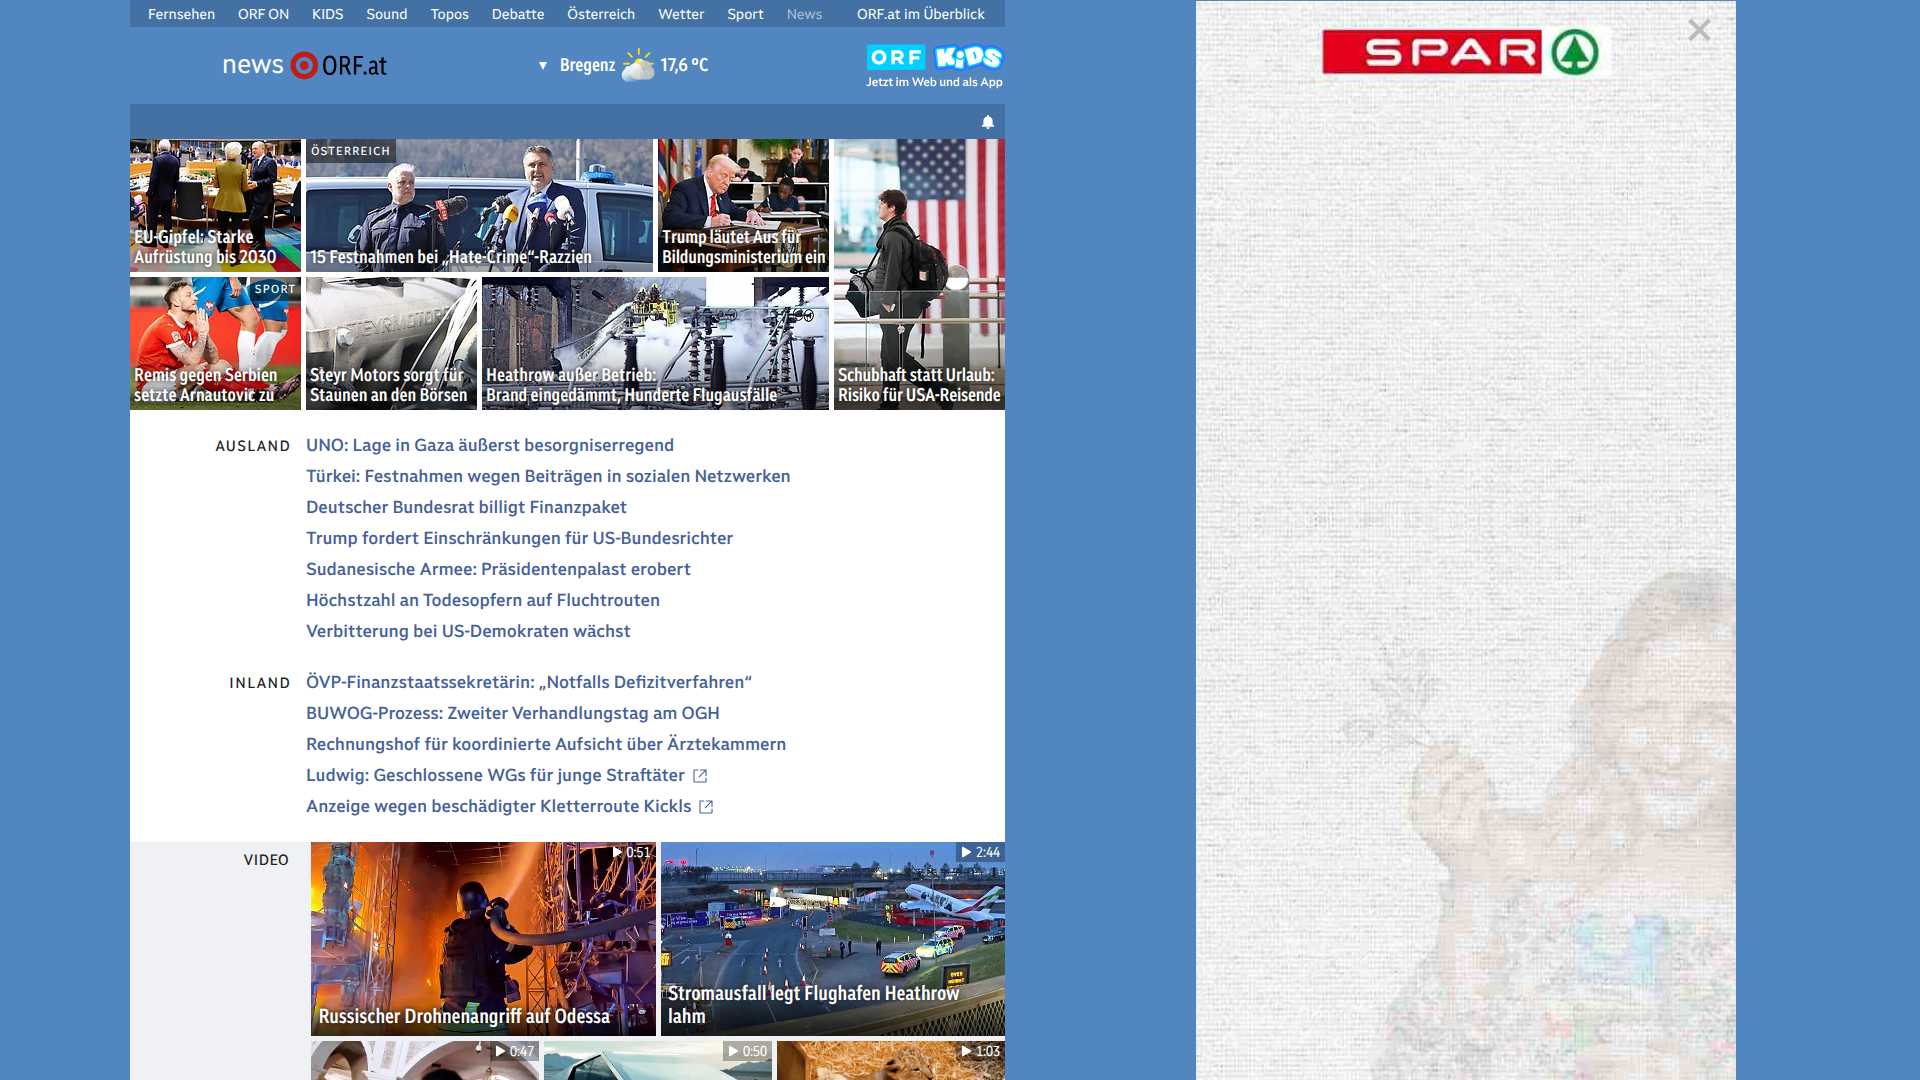 Fernsehen ORF ON KIDS Sound Topos Debatte Österreich Wetter Sport News ORF.at im Überblick
news ORF.at
▼ Bregenz 17,6 °C
ORF KiDS
Jetzt im Web und als App
SPAR
EU-Gipfel: Starke
Aufrüstung bis 2030
ÖSTERREICH
15 Festnahmen bei „Hate-Crime“-Razzien
Trump läutet Aus für
Bildungsministerium ein
SPORT
Remis gegen Serbien
setzte Arnautovic zu
STEYR MOTORS
Steyr Motors sorgt für
Staunen an den Börsen
Heathrow außer Betrieb:
Brand eingedämmt, Hunderte Flugausfälle
Schubhaft statt Urlaub:
Risiko für USA-Reisende
AUSLAND
UNO: Lage in Gaza äußerst besorgniserregend
Türkei: Festnahmen wegen Beiträgen in sozialen Netzwerken
Deutscher Bundesrat billigt Finanzpaket
Trump fordert Einschränkungen für US-Bundesrichter
Sudanesische Armee: Präsidentenpalast erobert
Höchstzahl an Todesopfern auf Fluchtrouten
Verbitterung bei US-Demokraten wächst
INLAND
ÖVP-Finanzstaatssekretärin: „Notfalls Defizitverfahren“
BUWOG-Prozess: Zweiter Verhandlungstag am OGH
Rechnungshof für koordinierte Aufsicht über Ärztekammern
Ludwig: Geschlossene WGs für junge Straftäter
Anzeige wegen beschädigter Kletterroute Kickls
VIDEO
0:51
Russischer Drohnenangriff auf Odessa
2:44
Stromausfall legt Flughafen Heathrow
lahm
0:47
0:50
1:03